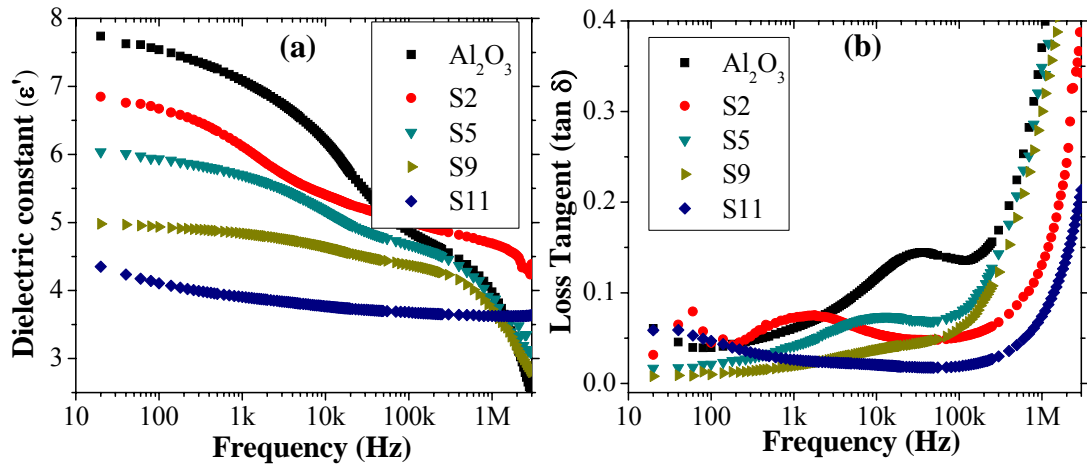 (a)
Al₂O₃
S2
S5
S9
S11
Dielectric constant (ε')
8
7
6
5
4
3
10 100 1k 10k 100k 1M
Frequency (Hz)
(b)
Al₂O₃
S2
S5
S9
S11
Loss Tangent (tan δ)
0.4
0.3
0.2
0.1
0.0
10 100 1k 10k 100k 1M
Frequency (Hz)